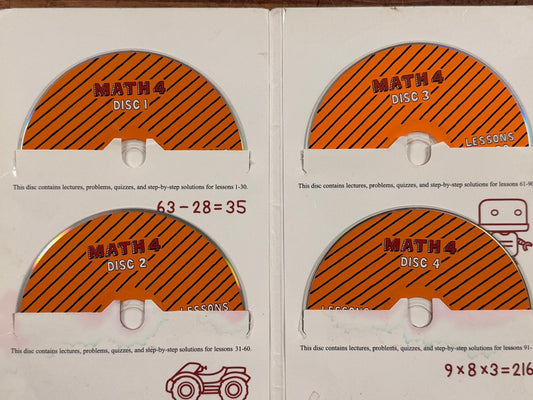 MATH 4
DISC 1
This disc contains lectures, problems, quizzes, and step-by-step solutions for lessons 1-30.
63 - 28 = 35
MATH 4
DISC 2
LESSONS
This disc contains lectures, problems, quizzes, and step-by-step solutions for lessons 31-60.
MATH 4
DISC 3
LESSONS
This disc contains lectures, problems, quizzes, and step-by-step solutions for lessons 61-90
MATH 4
DISC 4
LESSONS
This disc contains lectures, problems, quizzes, and step-by-step solutions for lessons 91-
9 × 8 × 3 = 216